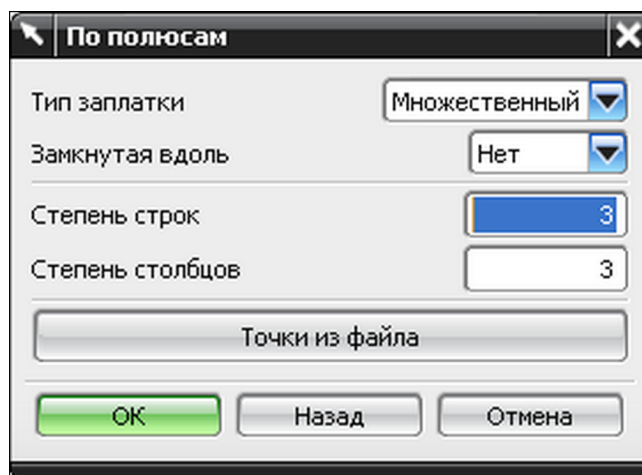 По полюсам
Тип заплатки Множественный
Замкнутая вдоль Нет
Степень строк 3
Степень столбцов 3
Точки из файла
ОК Назад Отмена